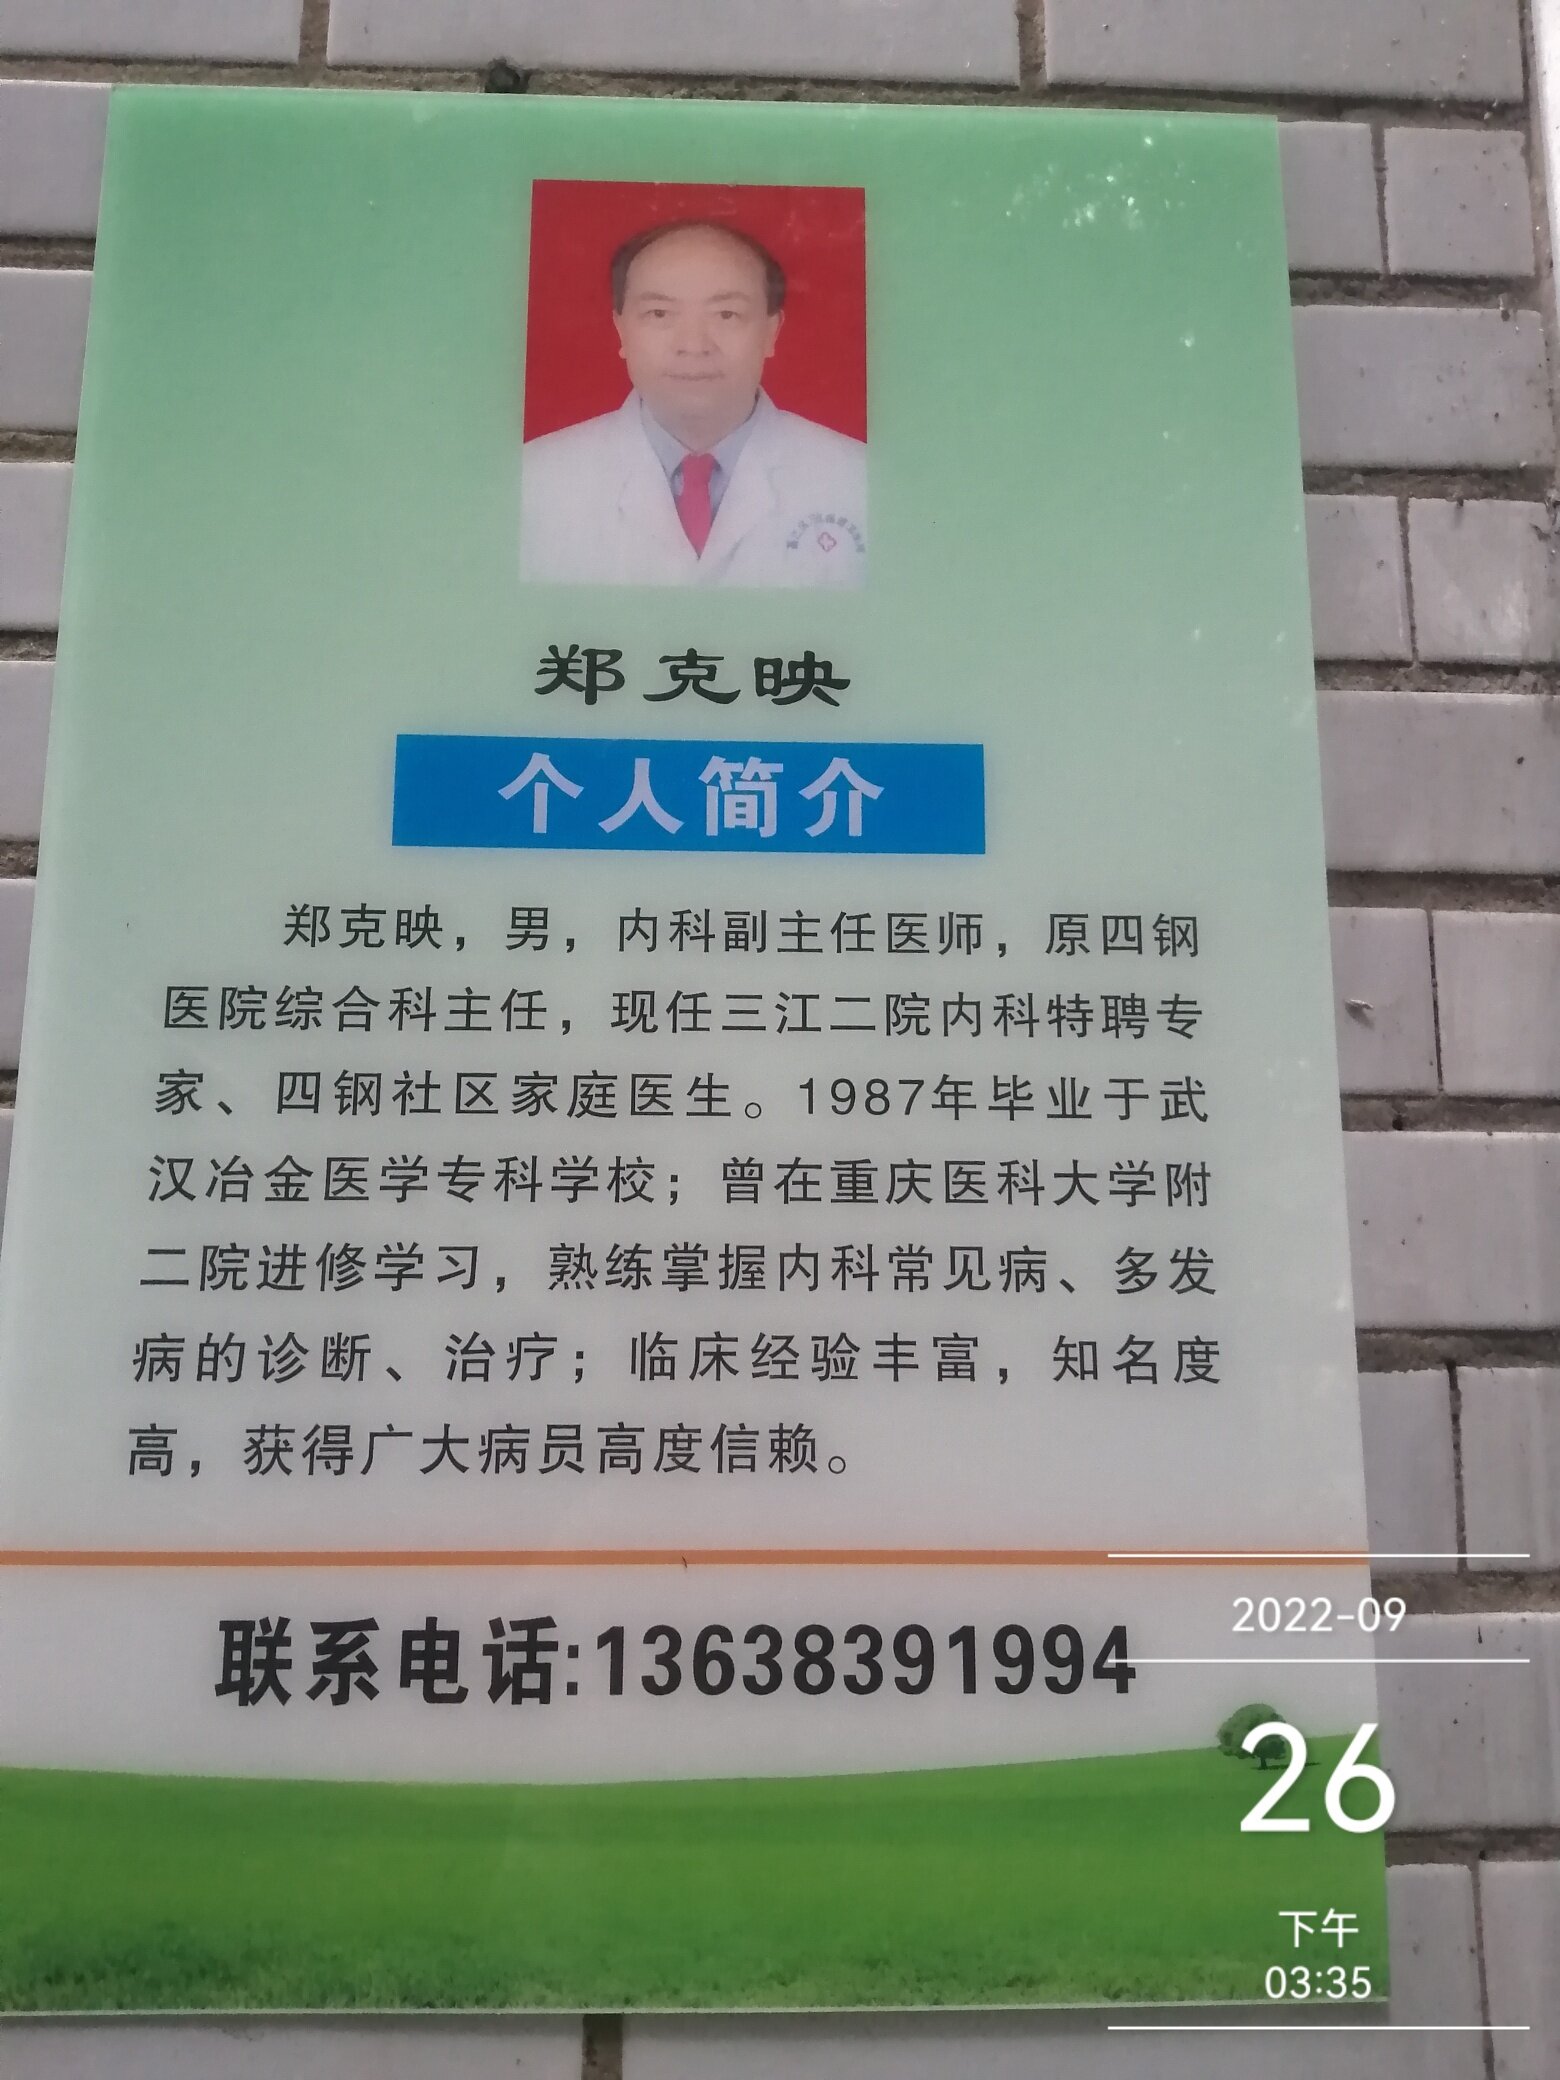 郑克映
个人简介
郑克映，男，内科副主任医师，原四钢
医院综合科主任，现任三江二院内科特聘专
家、四钢社区家庭医生。1987年毕业于武
汉冶金医学专科学校；曾在重庆医科大学附
二院进修学习，熟练掌握内科常见病、多发
病的诊断、治疗；临床经验丰富，知名度
高，获得广大病员高度信赖。
联系电话:13638391994
2022-09
26
下午
03:35